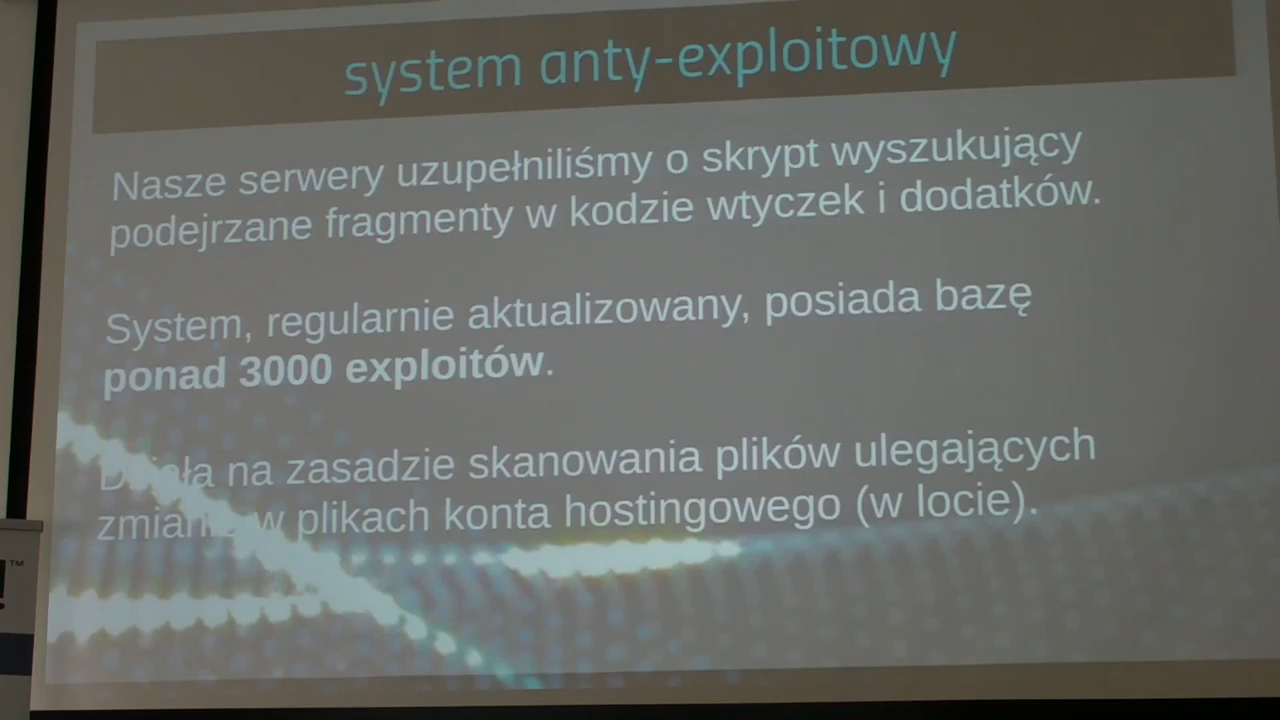 system anty-exploitowy
Nasze serwery uzupełniliśmy o skrypt wyszukujący
podejrzane fragmenty w kodzie wtyczek i dodatków.
System, regularnie aktualizowany, posiada bazę
ponad 3000 exploitów.
Działa na zasadzie skanowania plików ulegających
zmianie w plikach konta hostingowego (w locie).
!™